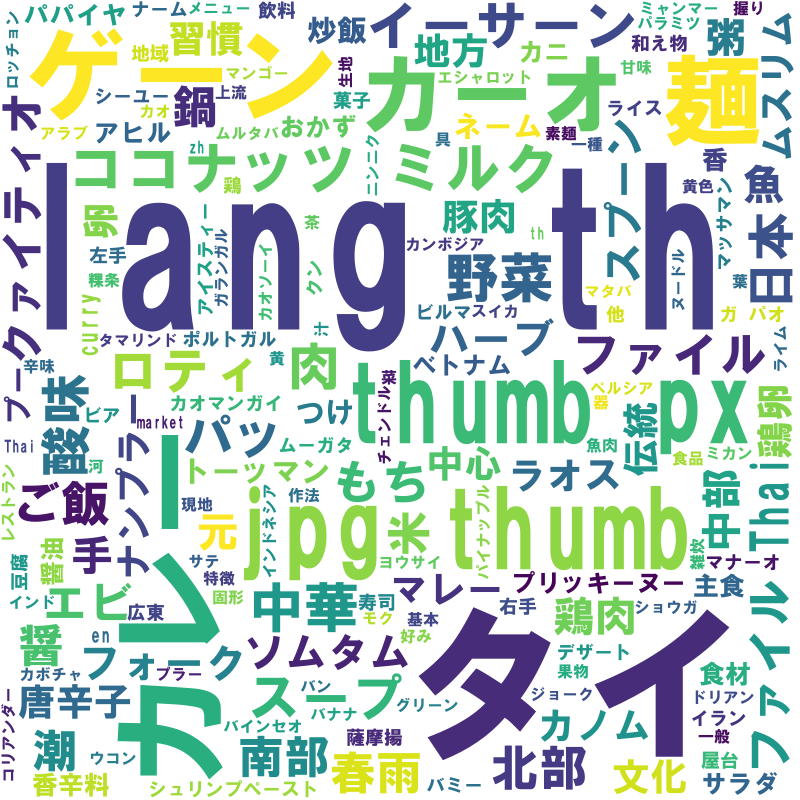 パパイヤ
ナーム
メニュー
飲料
イーサーン
ミャンマー
握り
ロッチョン
地域
習慣
炒飯
地方
カニ
パラミツ
和え物
粥
ムスリム
ゲーン
マンゴー
上流
生地
カーオ
エシャロット
甘味
麺
シーユー
鍋
菓子
ライス
カオ
アラブ
アヒル
ムルタバ
おかず
ネーム
素麺
一種
クァイティオ
zh
具
香
ココナッツ
ミルク
ニンニク
スプーン
黄色
マッサマン
魚
日本
鶏
卵
アイスティー
茶
豚肉
th
lang th
左手
ガランガル
カオソーイ
クン
カンボジア
野菜
ヌードル
葉
粿条
curry
汁
ビルマ
スイカ
マタバ
他
ガパオ
タマリンド
ポルトガル
ハーブ
ライム
辛味
ロティ
黄
肉
ベトナム
ファイル
プー
酸味
ビア
カオマンガイ
つけ
チェンドル
菜
thumb px
ペルシア
器
鶏卵
Thai
market
パッ
ムーガタ
魚肉
伝統
河
ナンプラー
トーッマン
もち
中心
ラオス
食品
ミカン
レストラン
ご飯
現地
作法
インドネシア
パイナップル
中部
Thai
元
jpg thumb
米
豆腐
醤油
手
サテ
ヨウサイ
雑炊
マナーオ
インド
特徴
固形
マレー
プリッキーヌー
主食
エビ
広東
中華
寿司
モク
基本
右手
鶏肉
ショウガ
en
好み
醤
カレー
フォーク
ソムタム
タイ
デザート
果物
ファイル
カボチャ
プラー
食材
唐辛子
スープ
バン
バナナ
グリーン
ジョーク
カノム
ドリアン
イラン
コリアンダー
バインセオ
薩摩揚
一般
潮
ウコン
南部
北部
屋台
香辛料
シュリンプペースト
春雨
バミー
文化
サラダ